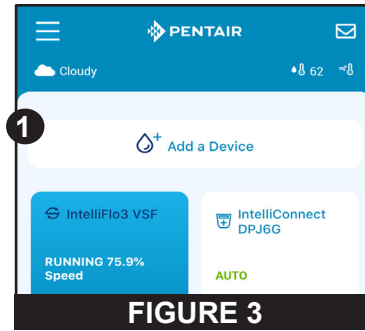 PENTAIR
Cloudy
62
1
Add a Device
IntelliFlo3 VSF
RUNNING 75.9%
Speed
IntelliConnect
DPJ6G
AUTO
FIGURE 3